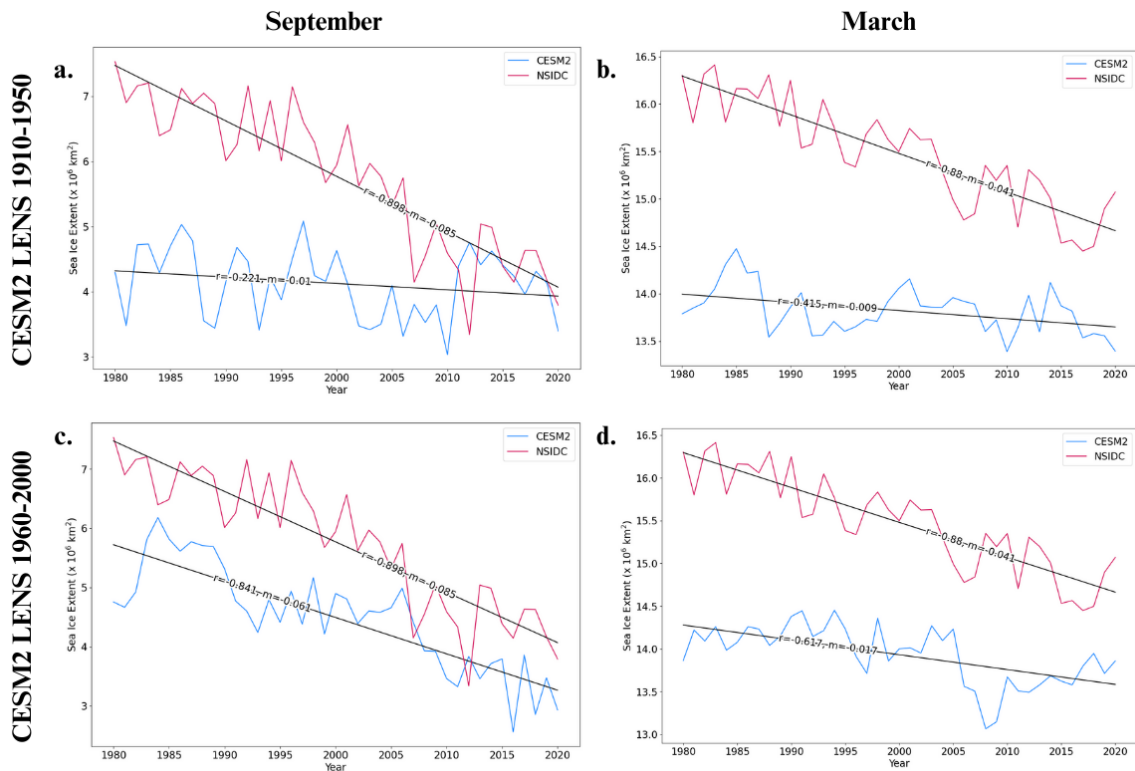 September
March
CESM2 LENS 1910-1950
a.
CESM2
NSIDC
7
6
5
4
3
Sea Ice Extent (x 10⁶ km²)
r=-0.898, m=-0.085
r=-0.221, m=-0.01
1980 1985 1990 1995 2000 2005 2010 2015 2020
Year
b.
CESM2
NSIDC
16.5
16.0
15.5
15.0
14.5
14.0
13.5
Sea Ice Extent (x 10⁶ km²)
r=-0.88, m=-0.041
r=-0.415, m=-0.009
1980 1985 1990 1995 2000 2005 2010 2015 2020
Year
CESM2 LENS 1960-2000
c.
CESM2
NSIDC
7
6
5
4
3
Sea Ice Extent (x 10⁶ km²)
r=-0.898, m=-0.085
r=-0.841, m=-0.061
1980 1985 1990 1995 2000 2005 2010 2015 2020
Year
d.
CESM2
NSIDC
16.5
16.0
15.5
15.0
14.5
14.0
13.5
13.0
Sea Ice Extent (x 10⁶ km²)
r=-0.88, m=-0.041
r=-0.617, m=-0.017
1980 1985 1990 1995 2000 2005 2010 2015 2020
Year